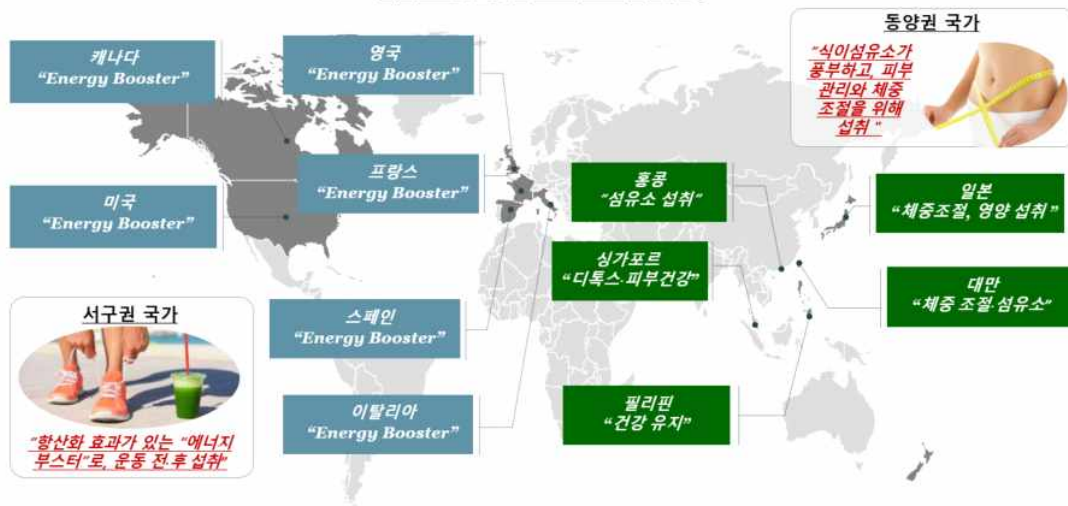 캐나다
“Energy Booster”
영국
“Energy Booster”
동양권 국가
“식이섬유소가
풍부하고, 피부
관리와 체중
조절을 위해
섭취 ”
미국
“Energy Booster”
프랑스
“Energy Booster”
홍콩
“섬유소 섭취”
일본
“체중조절, 영양 섭취 ”
싱가포르
“디톡스·피부건강”
대만
“체중 조절·섬유소”
서구권 국가
“항산화 효과가 있는 “에너지
부스터”로, 운동 전·후 섭취”
스페인
“Energy Booster”
이탈리아
“Energy Booster”
필리핀
“건강 유지”